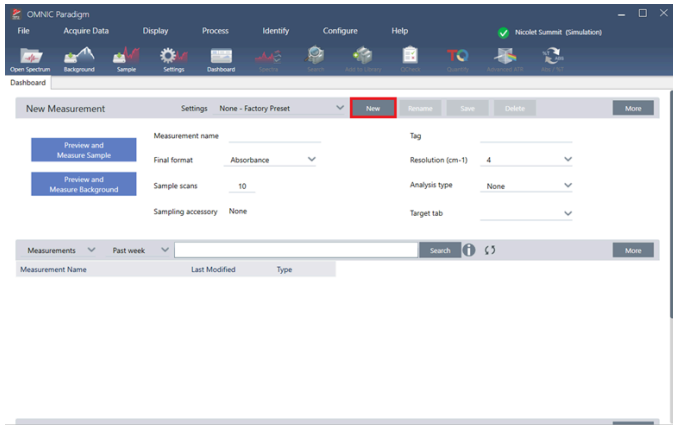 OMNIC Paradigm
File Acquire Data Display Process Identify Configure Help Nicolet Summit (Simulation)
Open Spectrum Background Sample Settings Dashboard Spectra Search Add to Library QCheck Abs / %T
Dashboard
New Measurement Settings None - Factory Preset New Rename Save Delete More
Preview and
Measure Sample
Preview and
Measure Background
Measurement name Tag
Final format Absorbance Resolution (cm-1) 4
Sample scans 10 Analysis type None
Sampling accessory None Target tab
Measurements Past week Search More
Measurement Name Last Modified Type